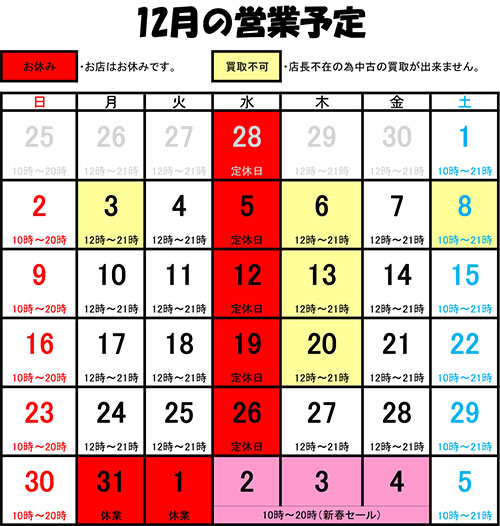 12月の営業予定
お休み ・お店はお休みです。 買取不可 ・店長不在の為中古の買取が出来ません。
日 月 火 水 木 金 土
25 26 27 28 29 30 1
10時～20時 12時～21時 12時～21時 定休日 12時～21時 12時～21時 10時～21時
2 3 4 5 6 7 8
10時～20時 12時～21時 12時～21時 定休日 12時～21時 12時～21時 10時～21時
9 10 11 12 13 14 15
10時～20時 12時～21時 12時～21時 定休日 12時～21時 12時～21時 10時～21時
16 17 18 19 20 21 22
10時～20時 12時～21時 12時～21時 定休日 12時～21時 12時～21時 10時～21時
23 24 25 26 27 28 29
10時～20時 12時～21時 12時～21時 定休日 12時～21時 12時～21時 10時～21時
30 31 1 2 3 4 5
10時～20時 休業 休業 10時～20時(新春セール) 10時～21時